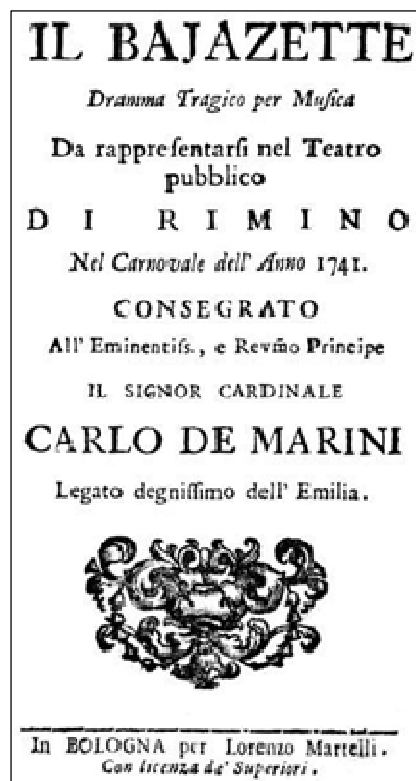 IL BAJAZETTE
Dramma Tragico per Musica
Da rappresentarsi nel Teatro
pubblico
DI RIMINO
Nel Carnovale dell' Anno 1741.
CONSEGRATO
All' Eminentiss., e Revm̃o Principe
IL SIGNOR CARDINALE
CARLO DE MARINI
Legato degnissimo dell' Emilia.
In BOLOGNA per Lorenzo Martelli.
Con licenza de' Superiori.